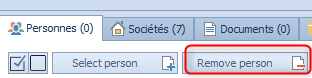 Personnes (0) Sociétés (7) Documents (0)
Select person Remove person